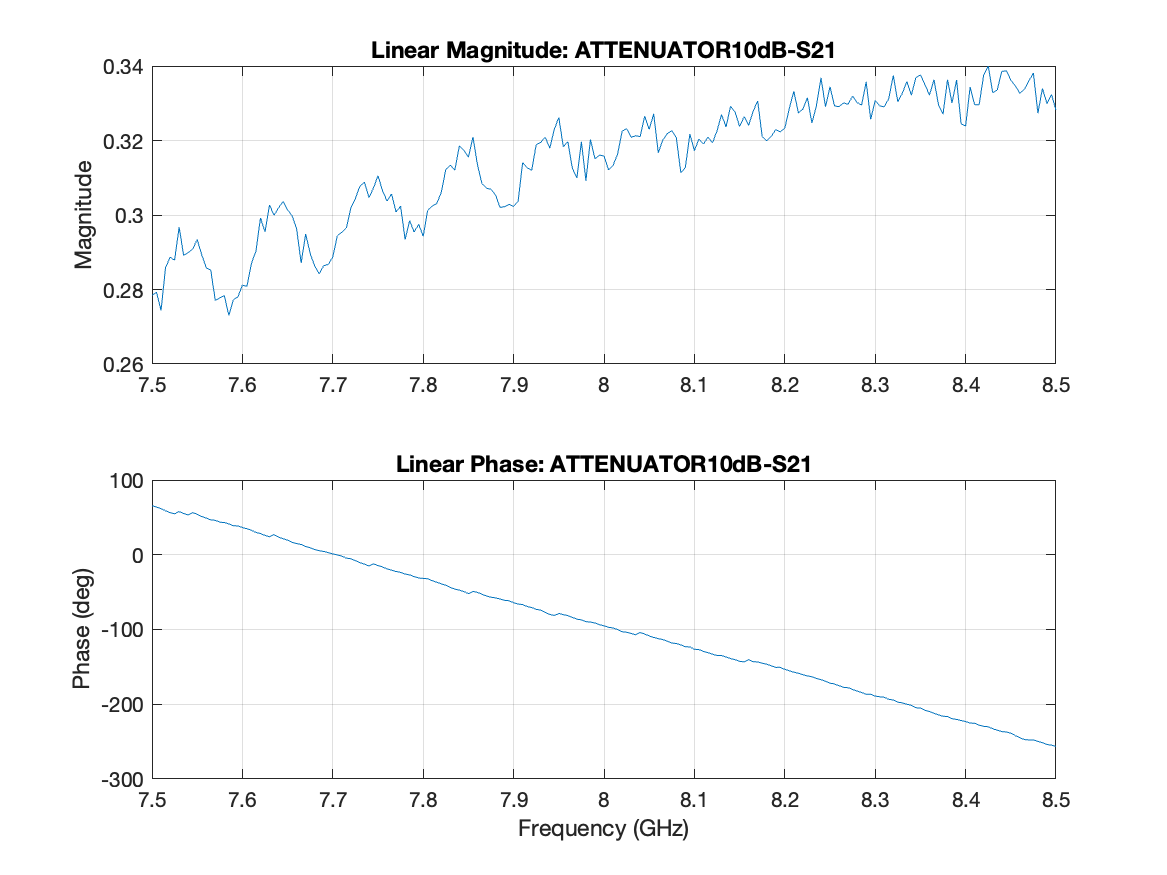 Linear Magnitude: ATTENUATOR10dB-S21
0.34
0.32
0.3
0.28
0.26
Magnitude
7.5 7.6 7.7 7.8 7.9 8 8.1 8.2 8.3 8.4 8.5
Linear Phase: ATTENUATOR10dB-S21
100
0
-100
-200
-300
Phase (deg)
7.5 7.6 7.7 7.8 7.9 8 8.1 8.2 8.3 8.4 8.5
Frequency (GHz)